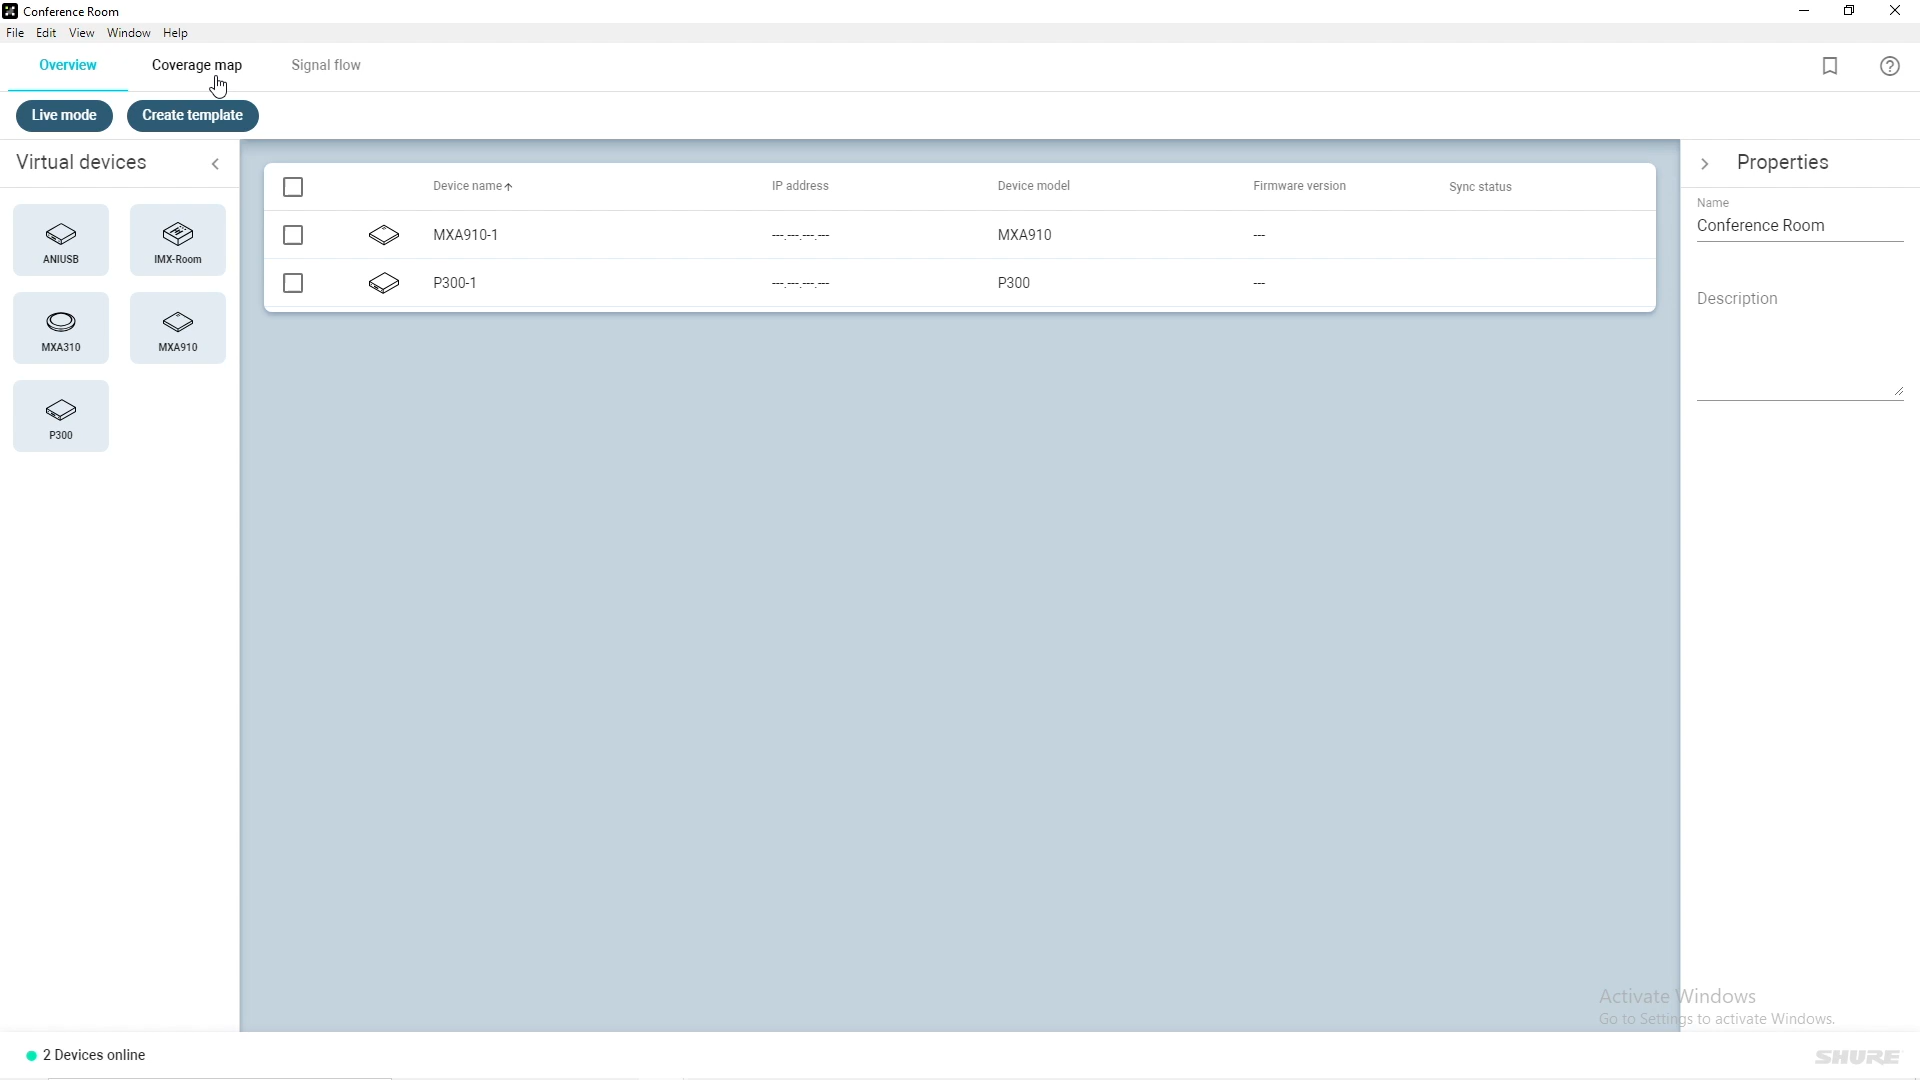 Conference Room
File Edit View Window Help
Overview Coverage map Signal flow
Live mode Create template
Virtual devices
ANIUSB IMX-Room
MXA310 MXA910
P300
Device name IP address Device model Firmware version Sync status
MXA910-1 ---.---.---.--- MXA910 ---
P300-1 ---.---.---.--- P300 ---
Properties
Name
Conference Room
Description
Activate Windows
Go to Settings to activate Windows.
2 Devices online
SHURE